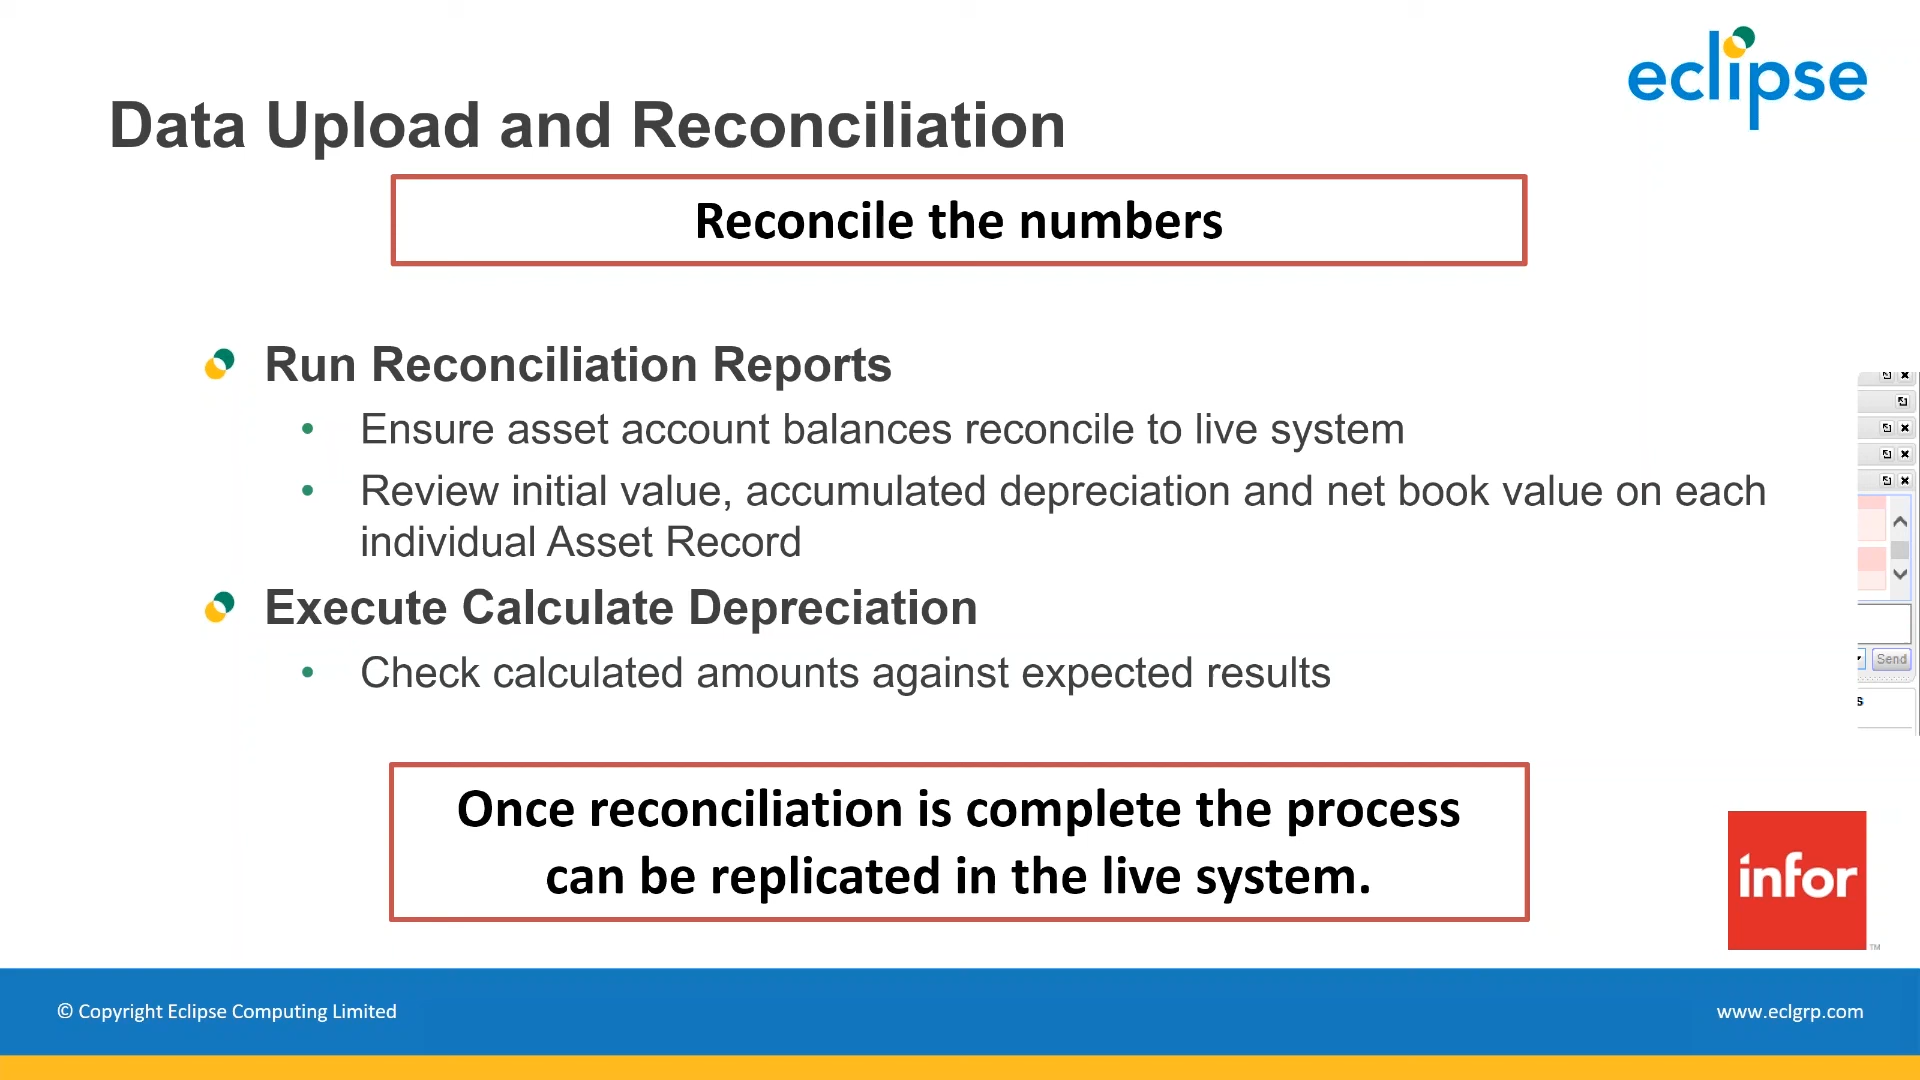 eclipse
Data Upload and Reconciliation
Reconcile the numbers
Run Reconciliation Reports
• Ensure asset account balances reconcile to live system
• Review initial value, accumulated depreciation and net book value on each
individual Asset Record
Execute Calculate Depreciation
• Check calculated amounts against expected results
Send
s
Once reconciliation is complete the process
can be replicated in the live system.
infor
TM
© Copyright Eclipse Computing Limited
www.eclgrp.com